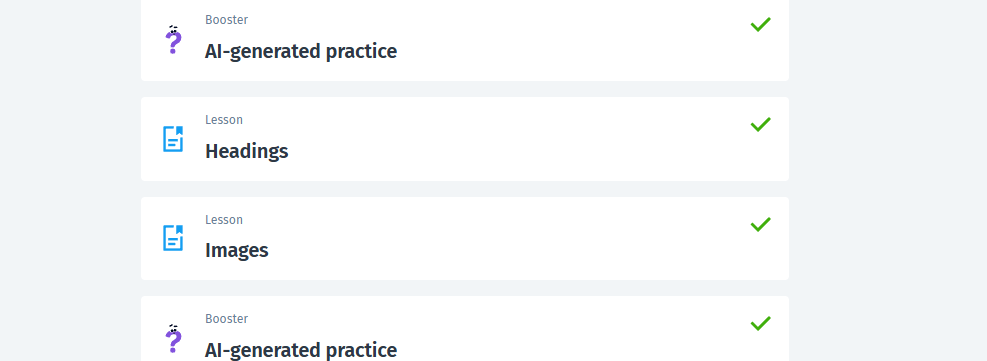 Booster
AI-generated practice
Lesson
Headings
Lesson
Images
Booster
AI-generated practice